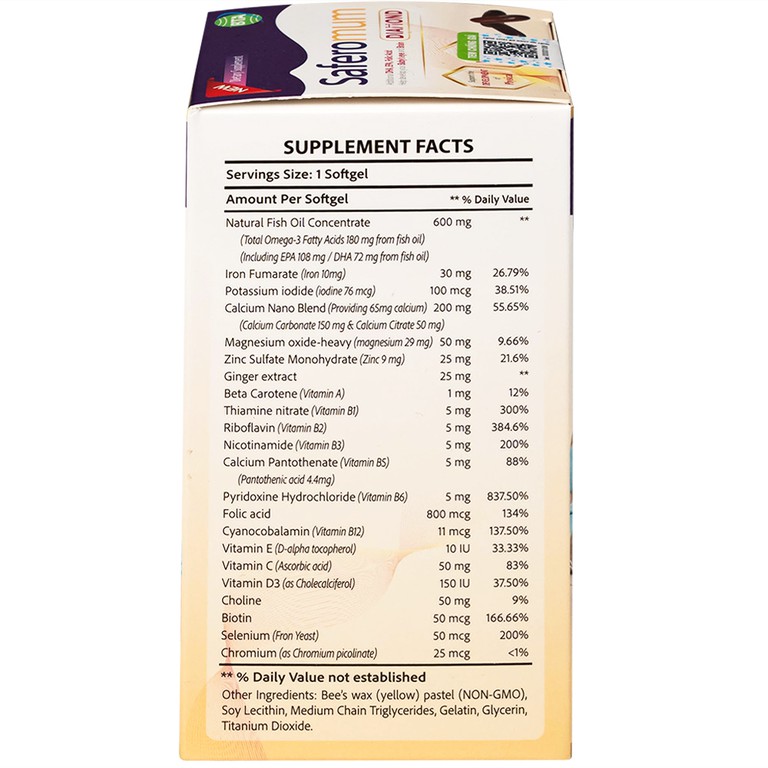 BTA
NEW
Dietary Supplement
Saferomum
DIAMOND
SUPPLEMENT FACTS
Servings Size: 1 Softgel
Amount Per Softgel ** % Daily Value
Natural Fish Oil Concentrate 600 mg **
(Total Omega-3 Fatty Acids 180 mg from fish oil)
(Including EPA 108 mg / DHA 72 mg from fish oil)
Iron Fumarate (Iron 10mg) 30 mg 26.79%
Potassium iodide (iodine 76 mcg) 100 mcg 38.51%
Calcium Nano Blend (Providing 65mg calcium) 200 mg 55.65%
(Calcium Carbonate 150 mg & Calcium Citrate 50 mg)
Magnesium oxide-heavy (magnesium 29 mg) 50 mg 9.66%
Zinc Sulfate Monohydrate (Zinc 9 mg) 25 mg 21.6%
Ginger extract 25 mg **
Beta Carotene (Vitamin A) 1 mg 12%
Thiamine nitrate (Vitamin B1) 5 mg 300%
Riboflavin (Vitamin B2) 5 mg 384.6%
Nicotinamide (Vitamin B3) 5 mg 200%
Calcium Pantothenate (Vitamin B5) 5 mg 88%
(Pantothenic acid 4.4mg)
Pyridoxine Hydrochloride (Vitamin B6) 5 mg 837.50%
Folic acid 800 mcg 134%
Cyanocobalamin (Vitamin B12) 11 mcg 137.50%
Vitamin E (D-alpha tocopherol) 10 IU 33.33%
Vitamin C (Ascorbic acid) 50 mg 83%
Vitamin D3 (as Cholecalciferol) 150 IU 37.50%
Choline 50 mg 9%
Biotin 50 mcg 166.66%
Selenium (Fron Yeast) 50 mcg 200%
Chromium (as Chromium picolinate) 25 mcg <1%
** % Daily Value not established
Other Ingredients: Bee's wax (yellow) pastel (NON-GMO),
Soy Lecithin, Medium Chain Triglycerides, Gelatin, Glycerin,
Titanium Dioxide.